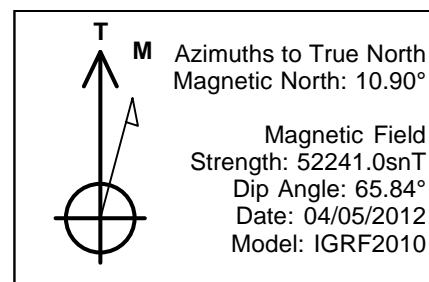 T
M
Azimuths to True North
Magnetic North: 10.90°
Magnetic Field
Strength: 52241.0snT
Dip Angle: 65.84°
Date: 04/05/2012
Model: IGRF2010